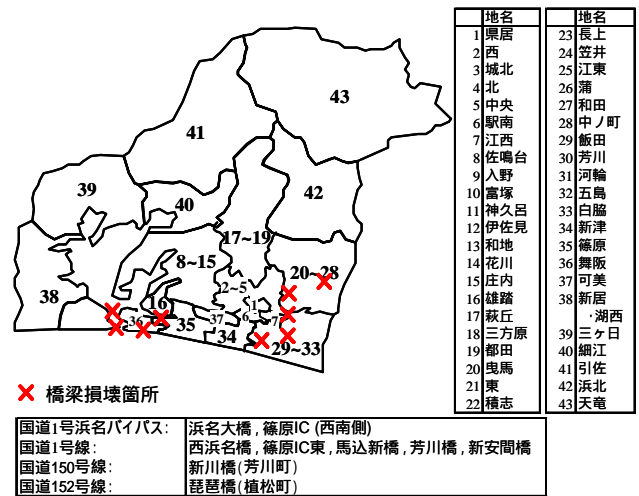 43
41
39
40
42
17~19
8~15
20~28
38
2~5
1
6
7
16
36
35
37
34
29~33
橋梁損壊箇所
地名
1 県居
2 西
3 城北
4 北
5 中央
6 駅南
7 江西
8 佐鳴台
9 入野
10 富塚
11 神久呂
12 伊佐見
13 和地
14 花川
15 庄内
16 雄踏
17 萩丘
18 三方原
19 都田
20 曳馬
21 東
22 積志
地名
23 長上
24 笠井
25 江東
26 蒲
27 和田
28 中ノ町
29 飯田
30 芳川
31 河輪
32 五島
33 白脇
34 新津
35 篠原
36 舞阪
37 可美
38 新居
・湖西
39 三ヶ日
40 細江
41 引佐
42 浜北
43 天竜
国道1号浜名バイパス: 浜名大橋,篠原IC(西南側)
国道1号線: 西浜名橋,篠原IC東,馬込新橋,芳川橋,新安間橋
国道150号線: 新川橋(芳川町)
国道152号線: 琵琶橋(植松町)